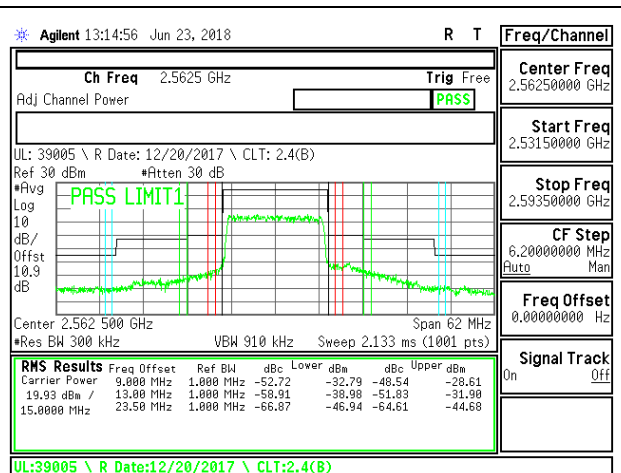 Agilent 13:14:56 Jun 23, 2018 R T Freq/Channel
Ch Freq 2.5625 GHz Trig Free
Adj Channel Power PASS
Center Freq
2.56250000 GHz
Start Freq
2.53150000 GHz
UL: 39005 \ R Date: 12/20/2017 \ CLT: 2.4(B)
Ref 30 dBm #Atten 30 dB
#Avg
Log
10
dB/
Offst
10.9
dB
PASS LIMIT1
Stop Freq
2.59350000 GHz
CF Step
6.20000000 MHz
Auto Man
Freq Offset
0.00000000 Hz
Center 2.562 500 GHz Span 62 MHz
#Res BW 300 kHz VBW 910 kHz Sweep 2.133 ms (1001 pts)
Signal Track
On Off
RMS Results Freq Offset Ref BW dBc Lower dBm dBc Upper dBm
Carrier Power 9.000 MHz 1.000 MHz -52.72 -32.79 -48.54 -28.61
19.93 dBm / 13.00 MHz 1.000 MHz -58.91 -38.98 -51.83 -31.90
15.0000 MHz 23.50 MHz 1.000 MHz -66.87 -46.94 -64.61 -44.68
UL:39005 \ R Date:12/20/2017 \ CLT:2.4(B)